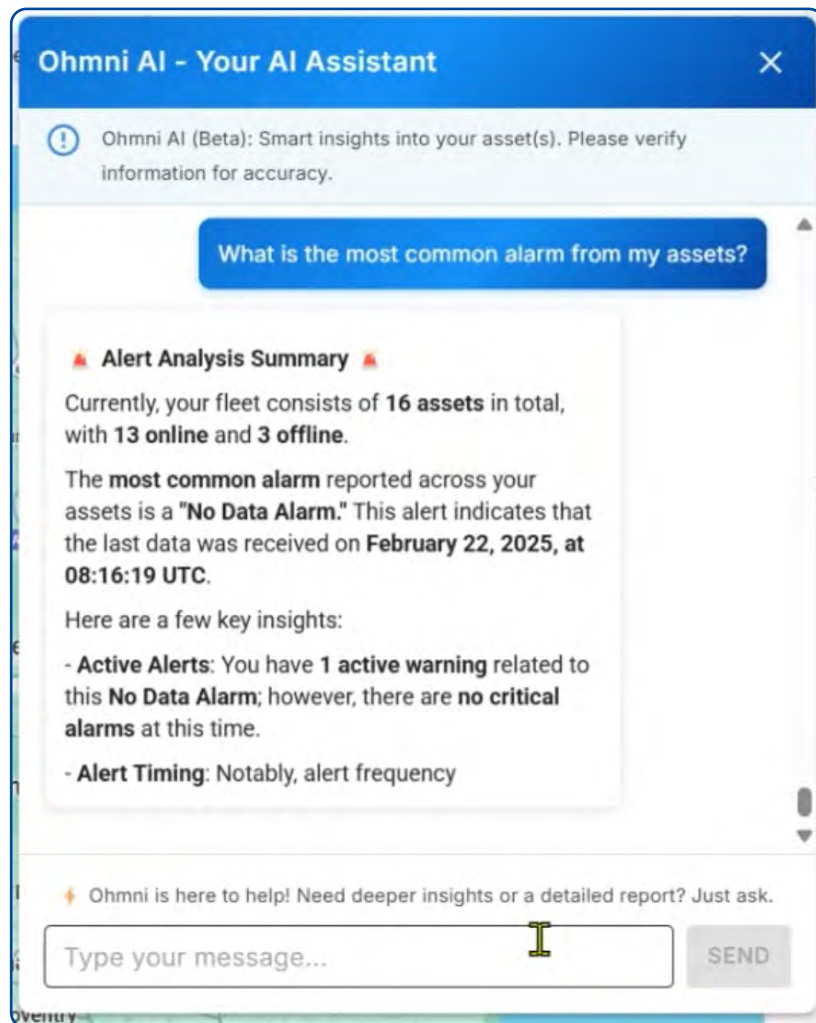 Ohmni AI - Your AI Assistant
Ohmni AI (Beta): Smart insights into your asset(s). Please verify
information for accuracy.
What is the most common alarm from my assets?
🚨 Alert Analysis Summary 🚨
Currently, your fleet consists of 16 assets in total,
with 13 online and 3 offline.
The most common alarm reported across your
assets is a "No Data Alarm." This alert indicates that
the last data was received on February 22, 2025, at
08:16:19 UTC.
Here are a few key insights:
- Active Alerts: You have 1 active warning related to
this No Data Alarm; however, there are no critical
alarms at this time.
- Alert Timing: Notably, alert frequency
Ohmni is here to help! Need deeper insights or a detailed report? Just ask.
Type your message...
SEND
oventry